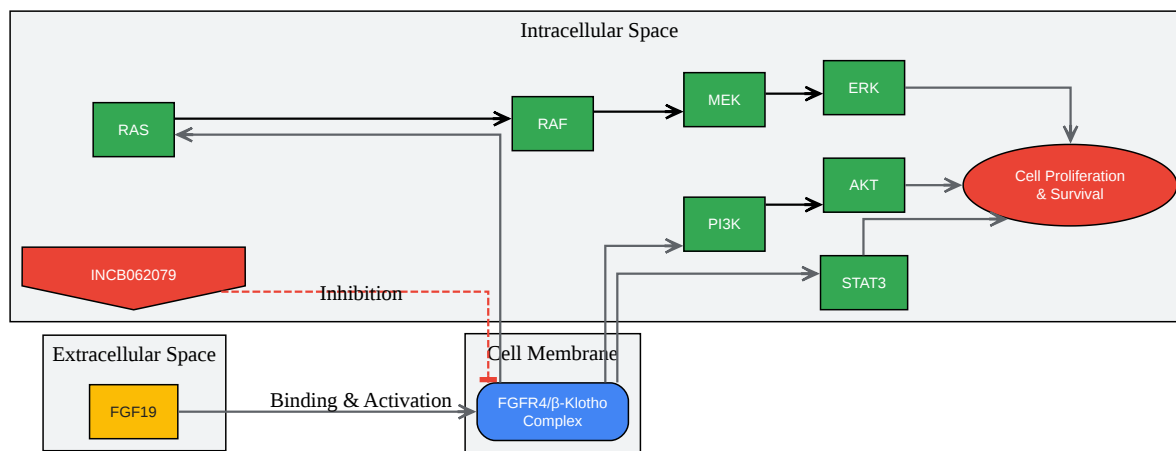 Intracellular Space
ERK
MEK
RAF
RAS
Cell Proliferation
& Survival
AKT
PI3K
STAT3
INCB062079
Inhibition
Extracellular Space
Cell Membrane
FGF19
Binding & Activation
FGFR4/β-Klotho
Complex